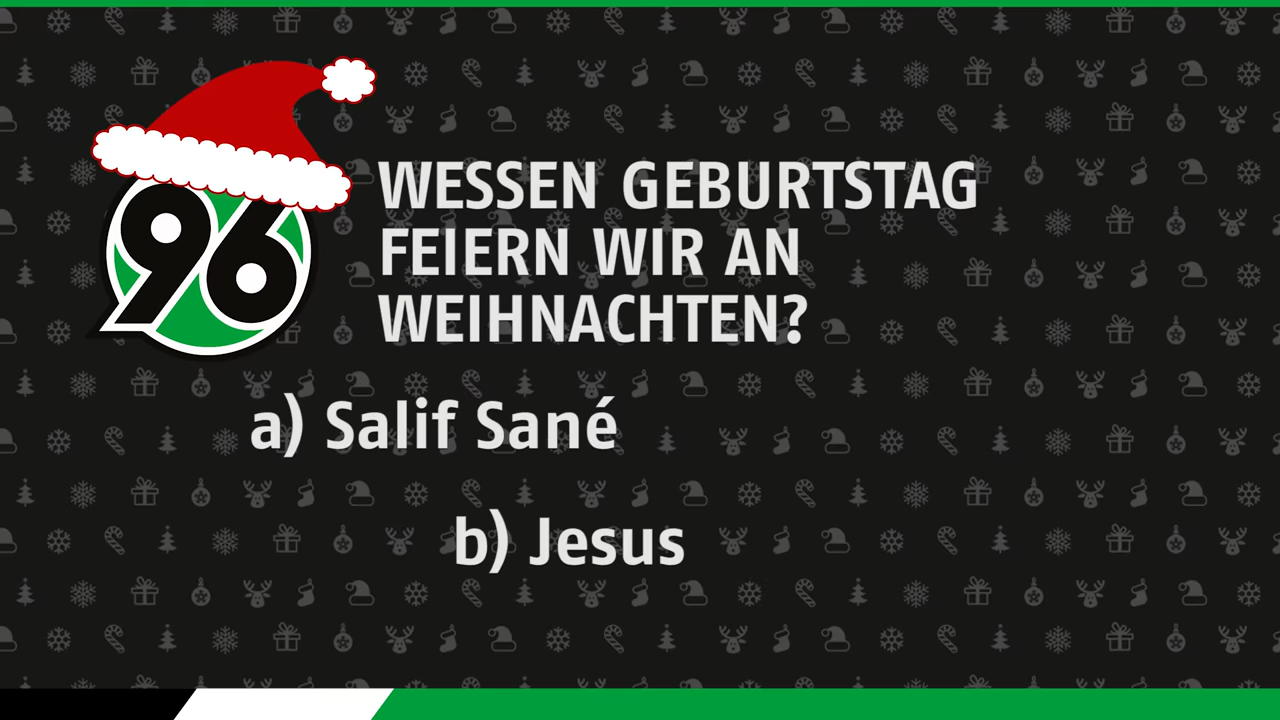 96
WESSEN GEBURTSTAG
FEIERN WIR AN
WEIHNACHTEN?
a) Salif Sané
b) Jesus